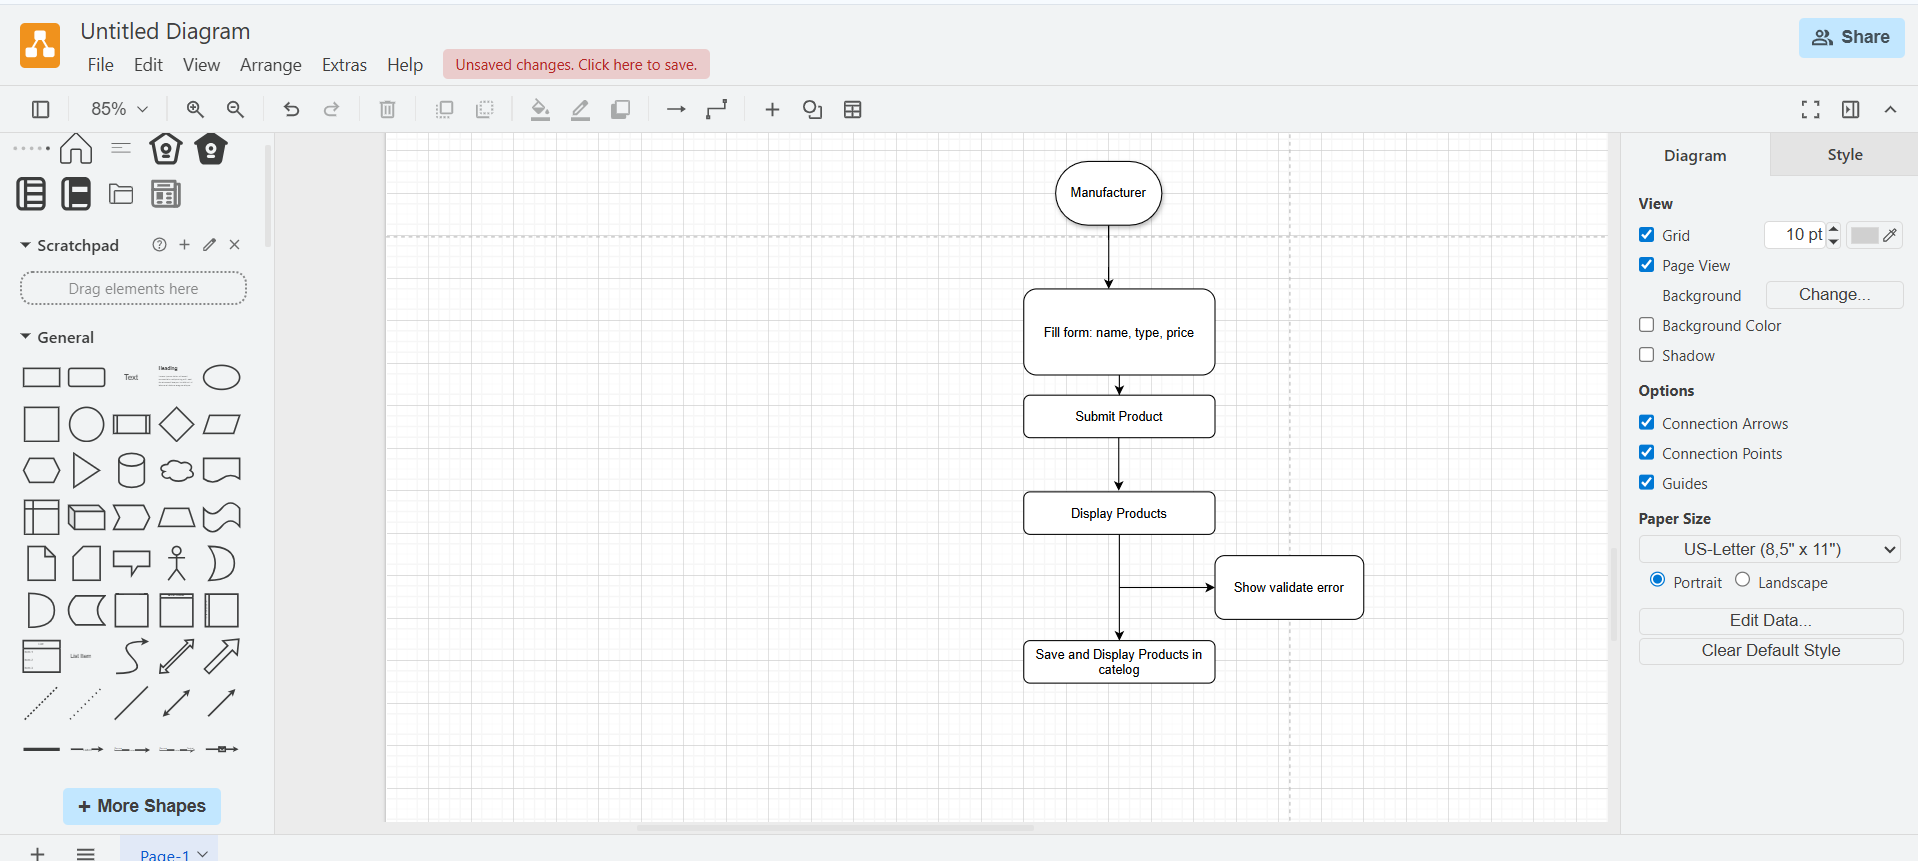 Untitled Diagram
File Edit View Arrange Extras Help Unsaved changes. Click here to save.
Share
85%
Scratchpad
Drag elements here
General
Text
Heading
List Item
+ More Shapes
Page-1
Manufacturer
Fill form: name, type, price
Submit Product
Display Products
Show validate error
Save and Display Products in
catelog
Diagram Style
View
Grid 10 pt
Page View
Background Change...
Background Color
Shadow
Options
Connection Arrows
Connection Points
Guides
Paper Size
US-Letter (8,5" x 11")
Portrait Landscape
Edit Data...
Clear Default Style